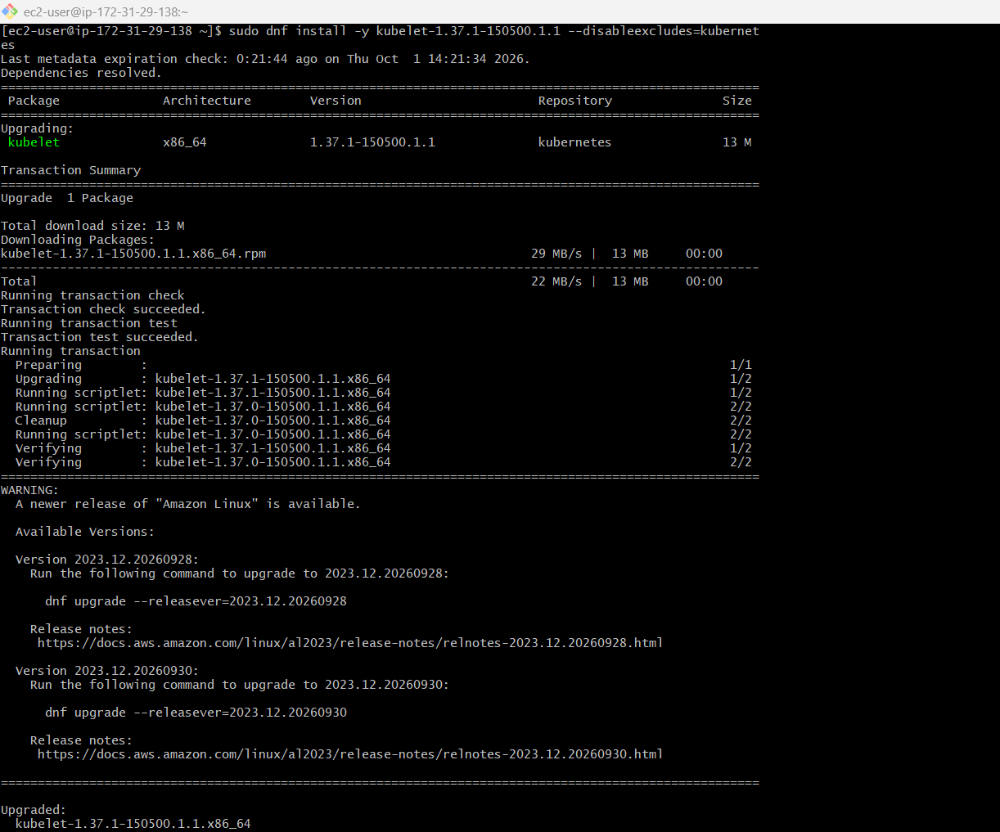 ec2-user@ip-172-31-29-138:~
[ec2-user@ip-172-31-29-138 ~]$ sudo dnf install -y kubelet-1.37.1-150500.1.1 --disableexcludes=kubernet
es
Last metadata expiration check: 0:21:44 ago on Thu Oct  1 14:21:34 2026.
Dependencies resolved.
=======================================================================================================
 Package              Architecture        Version                        Repository               Size
=======================================================================================================
Upgrading:
 kubelet              x86_64              1.37.1-150500.1.1              kubernetes               13 M

Transaction Summary
=======================================================================================================
Upgrade  1 Package

Total download size: 13 M
Downloading Packages:
kubelet-1.37.1-150500.1.1.x86_64.rpm                                    29 MB/s |  13 MB     00:00
-------------------------------------------------------------------------------------------------------
Total                                                                   22 MB/s |  13 MB     00:00
Running transaction check
Transaction check succeeded.
Running transaction test
Transaction test succeeded.
Running transaction
  Preparing        :                                                                               1/1
  Upgrading        : kubelet-1.37.1-150500.1.1.x86_64                                              1/2
  Running scriptlet: kubelet-1.37.1-150500.1.1.x86_64                                              1/2
  Running scriptlet: kubelet-1.37.0-150500.1.1.x86_64                                              2/2
  Cleanup          : kubelet-1.37.0-150500.1.1.x86_64                                              2/2
  Running scriptlet: kubelet-1.37.0-150500.1.1.x86_64                                              2/2
  Verifying        : kubelet-1.37.1-150500.1.1.x86_64                                              1/2
  Verifying        : kubelet-1.37.0-150500.1.1.x86_64                                              2/2
=======================================================================================================
WARNING:
  A newer release of "Amazon Linux" is available.

  Available Versions:

  Version 2023.12.20260928:
    Run the following command to upgrade to 2023.12.20260928:

      dnf upgrade --releasever=2023.12.20260928

    Release notes:
     https://docs.aws.amazon.com/linux/al2023/release-notes/relnotes-2023.12.20260928.html

  Version 2023.12.20260930:
    Run the following command to upgrade to 2023.12.20260930:

      dnf upgrade --releasever=2023.12.20260930

    Release notes:
     https://docs.aws.amazon.com/linux/al2023/release-notes/relnotes-2023.12.20260930.html

=======================================================================================================

Upgraded:
  kubelet-1.37.1-150500.1.1.x86_64